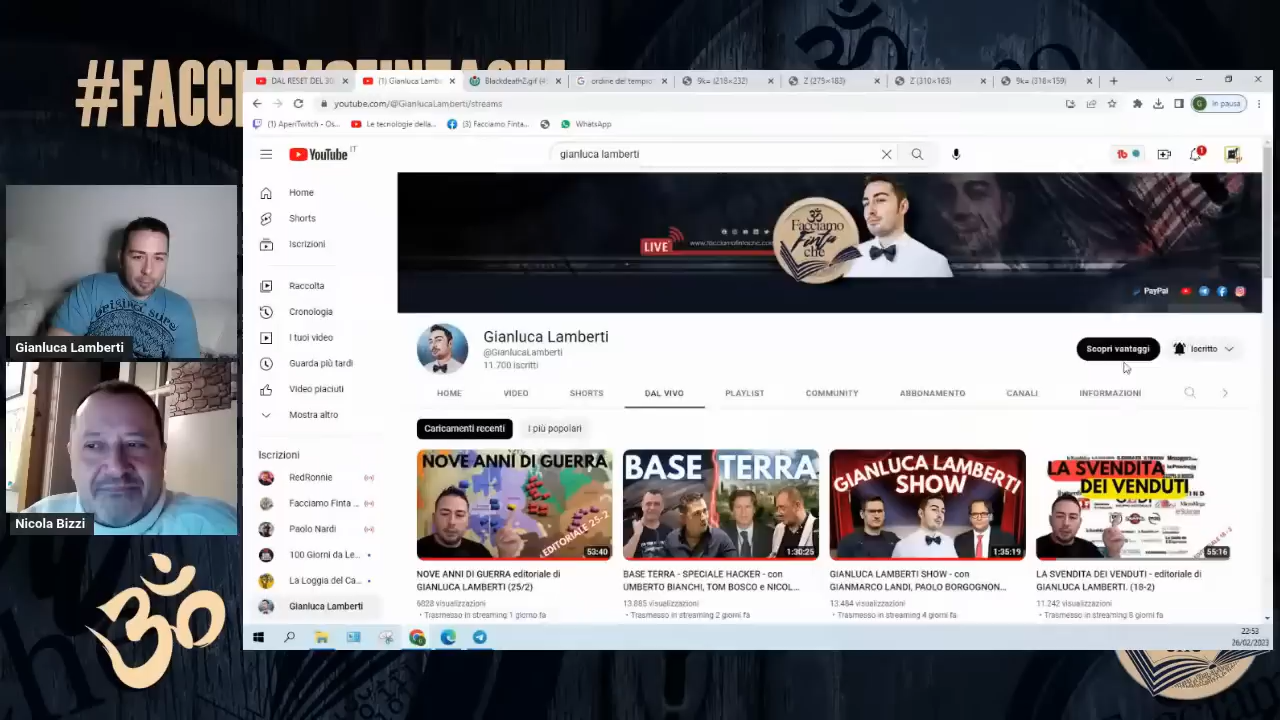 #FACCIAMOFINTACHE
DAL RESET DEL 30
(1) Gianluca Lamb
BlackdeathZ.gif (4
ordine del tempio
9k= (218×232)
Z (275×183)
Z (310×163)
9k= (318×159)
youtube.com/@GianlucaLamberti/streams
In pausa
(1) AperiTwitch - Os...
Le tecnologie della...
(3) Facciamo Finta...
WhatsApp
YouTube IT
gianluca lamberti
1
Home
Shorts
Iscrizioni
Raccolta
Cronologia
I tuoi video
Guarda più tardi
Video piaciuti
Mostra altro
Iscrizioni
RedRonnie
Facciamo Finta ...
Paolo Nardi
100 Giorni da Le...
La Loggia del Ca...
Gianluca Lamberti
LIVE
Facciamo
Finta
che
PayPal
Gianluca Lamberti
@GianlucaLamberti
11.700 iscritti
Scopri vantaggi
Iscritto
HOME
VIDEO
SHORTS
DAL VIVO
PLAYLIST
COMMUNITY
ABBONAMENTO
CANALI
INFORMAZIONI
Caricamenti recenti
I più popolari
NOVE ANNI DI GUERRA
EDITORIALE 25-2
53:40
BASE TERRA
1:30:25
GIANLUCA LAMBERTI
SHOW
1:35:19
LA SVENDITA
DEI VENDUTI
55:16
NOVE ANNI DI GUERRA editoriale di
GIANLUCA LAMBERTI (25/2)
6828 visualizzazioni
• Trasmesso in streaming 1 giorno fa
BASE TERRA - SPECIALE HACKER - con
UMBERTO BIANCHI, TOM BOSCO e NICOL...
13.885 visualizzazioni
• Trasmesso in streaming 2 giorni fa
GIANLUCA LAMBERTI SHOW - con
GIANMARCO LANDI, PAOLO BORGOGNON...
13.484 visualizzazioni
• Trasmesso in streaming 4 giorni fa
LA SVENDITA DEI VENDUTI - editoriale di
GIANLUCA LAMBERTI. (18-2)
11.242 visualizzazioni
• Trasmesso in streaming 8 giorni fa
22:53
26/02/2023
Gianluca Lamberti
Nicola Bizzi